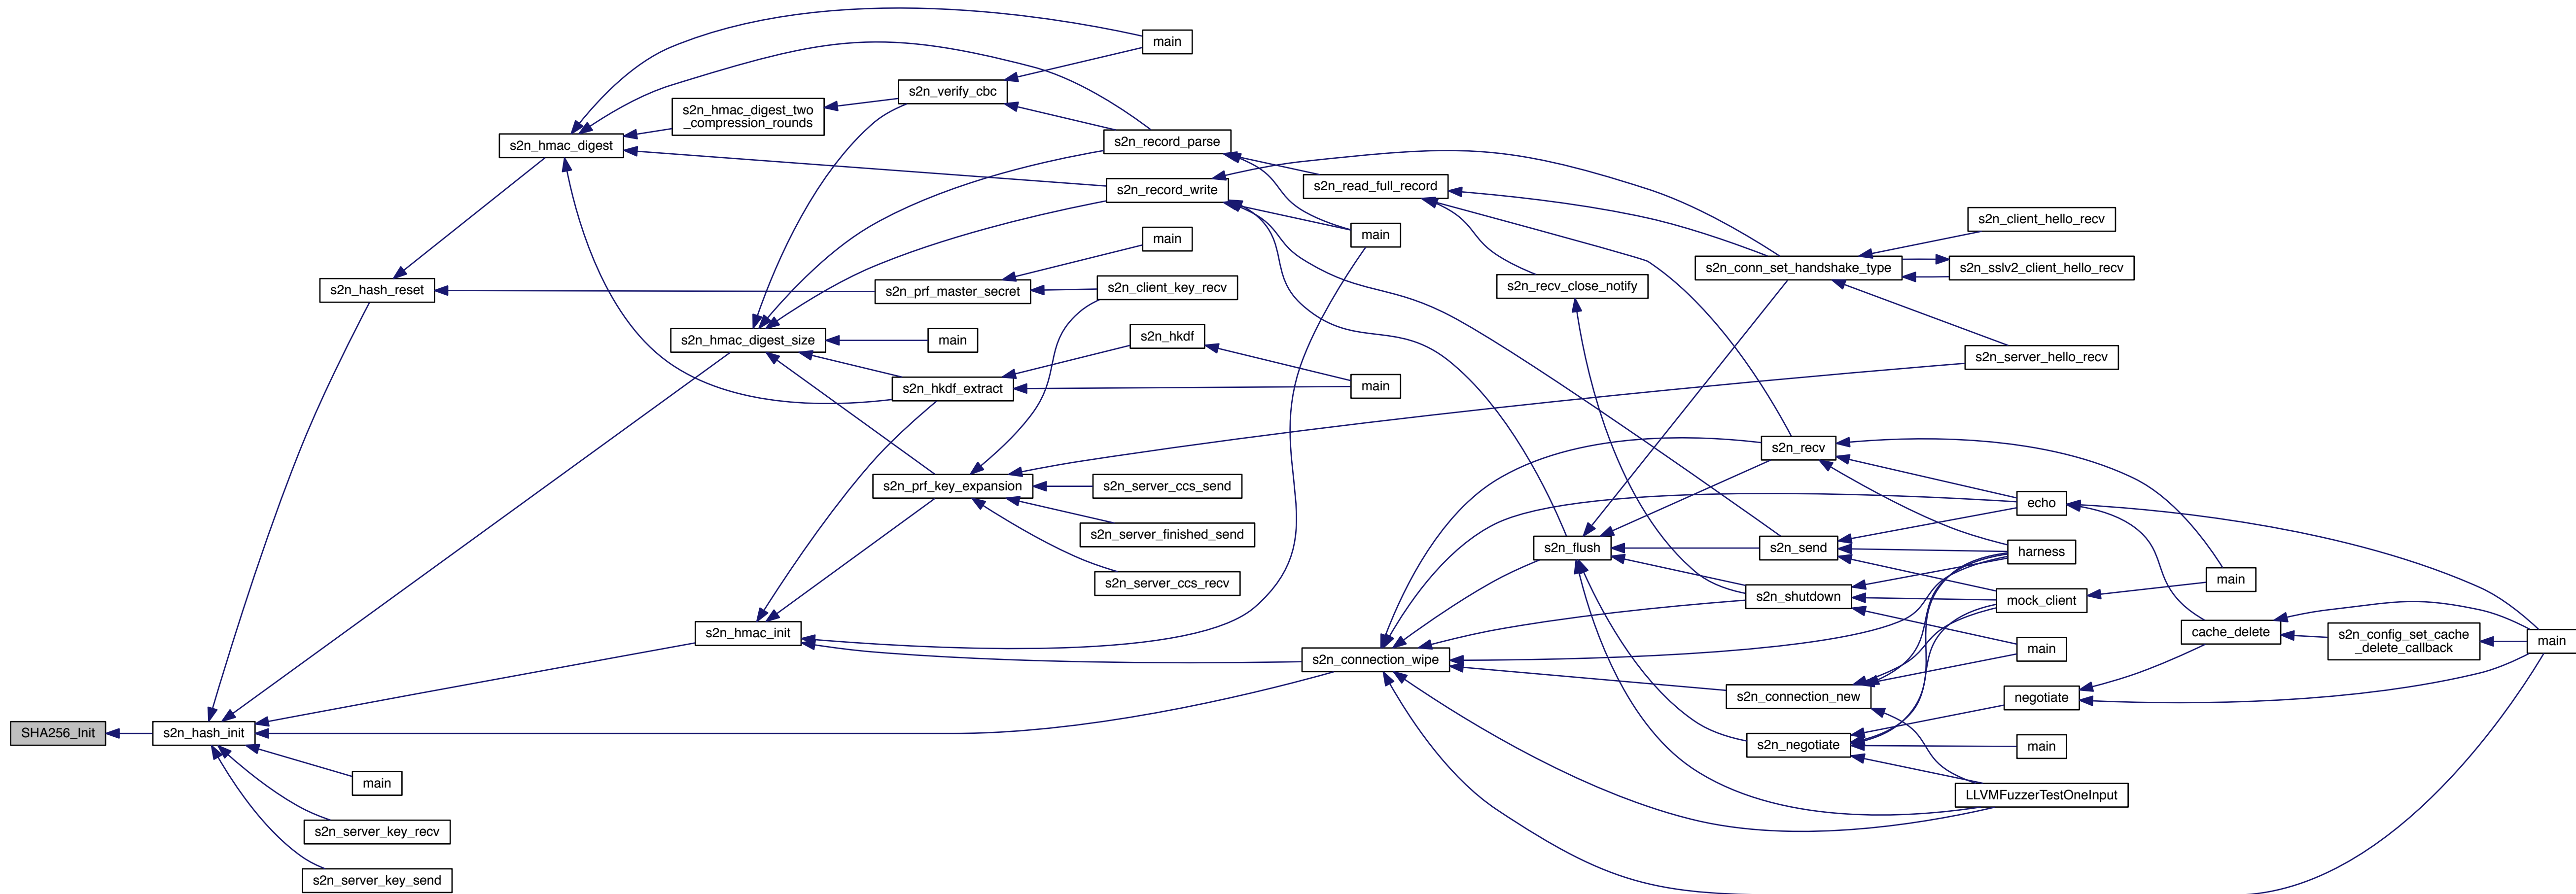 main
s2n_verify_cbc
s2n_hmac_digest_two
_compression_rounds
s2n_hmac_digest
s2n_record_parse
s2n_record_write
s2n_read_full_record
s2n_client_hello_recv
main
main
s2n_conn_set_handshake_type
s2n_sslv2_client_hello_recv
s2n_hash_reset
s2n_prf_master_secret
s2n_client_key_recv
s2n_recv_close_notify
s2n_hmac_digest_size
main
s2n_hkdf
s2n_server_hello_recv
s2n_hkdf_extract
main
s2n_recv
s2n_prf_key_expansion
s2n_server_ccs_send
echo
s2n_server_finished_send
s2n_flush
s2n_send
harness
s2n_server_ccs_recv
main
s2n_shutdown
mock_client
s2n_hmac_init
cache_delete
s2n_config_set_cache
_delete_callback
main
main
s2n_connection_wipe
s2n_connection_new
negotiate
SHA256_Init
s2n_hash_init
s2n_negotiate
main
main
LLVMFuzzerTestOneInput
s2n_server_key_recv
s2n_server_key_send